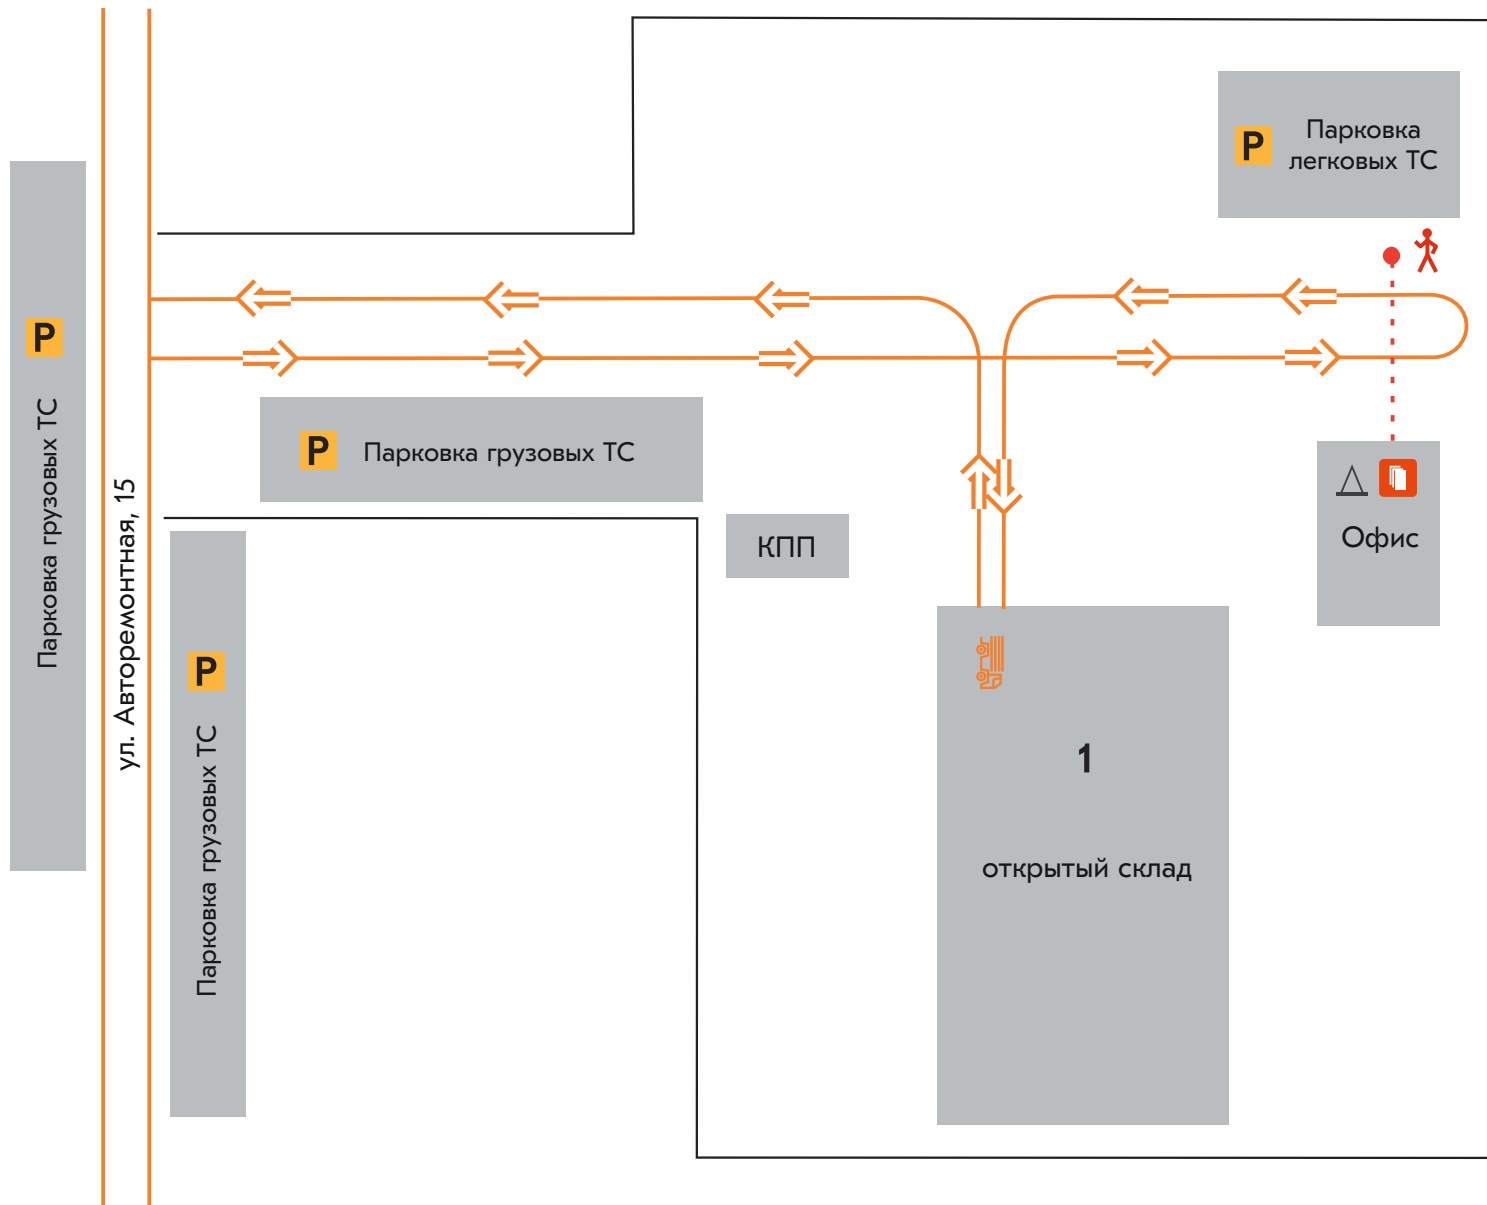 P
Парковка
легковых ТС
P
Парковка грузовых ТС
ул. Авторемонтная, 15
P
Парковка грузовых ТС
КПП
Офис
P
Парковка грузовых ТС
1
открытый склад